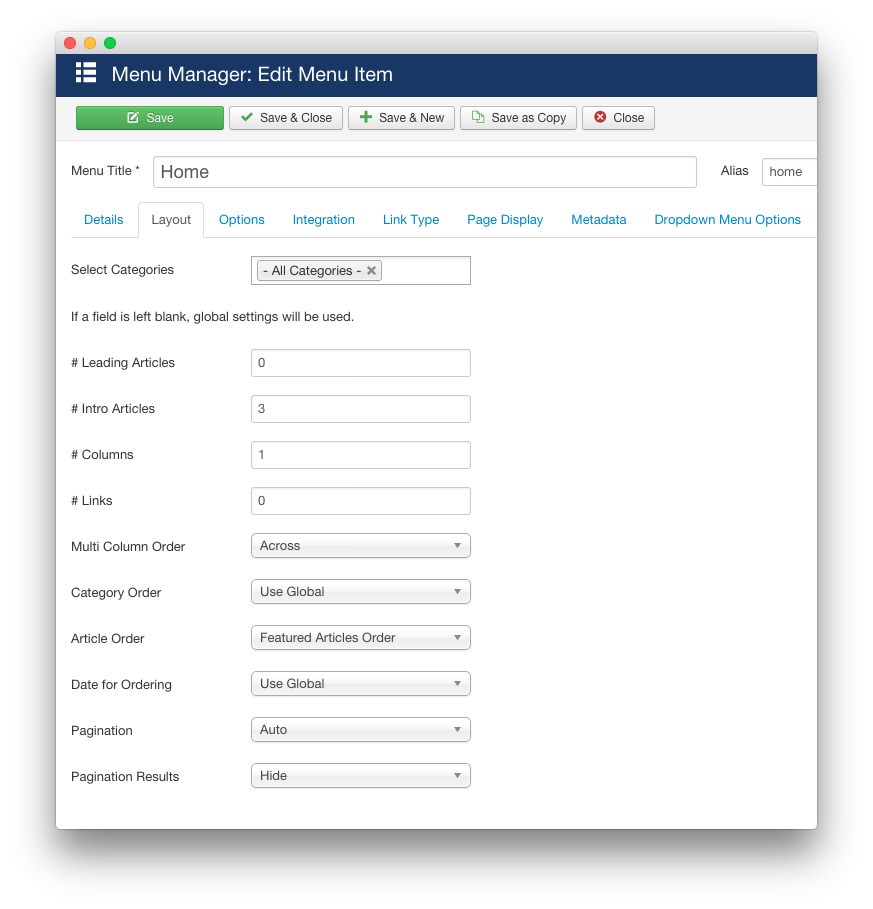 Menu Manager: Edit Menu Item
Save Save & Close Save & New Save as Copy Close
Menu Title * Home Alias home
Details Layout Options Integration Link Type Page Display Metadata Dropdown Menu Options
Select Categories - All Categories -
If a field is left blank, global settings will be used.
# Leading Articles 0
# Intro Articles 3
# Columns 1
# Links 0
Multi Column Order Across
Category Order Use Global
Article Order Featured Articles Order
Date for Ordering Use Global
Pagination Auto
Pagination Results Hide